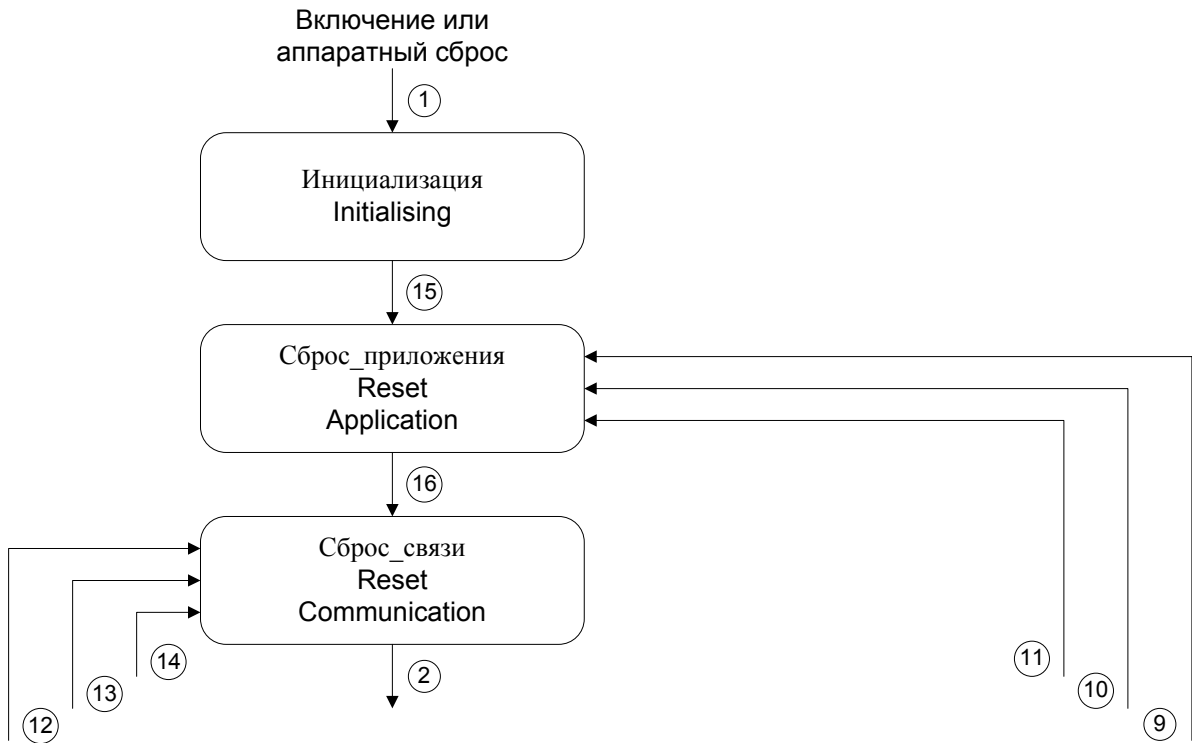 Включение или
аппаратный сброс
1
Инициализация
Initialising
15
Сброс_приложения
Reset
Application
16
Сброс_связи
Reset
Communication
14
2
11
13
10
12
9